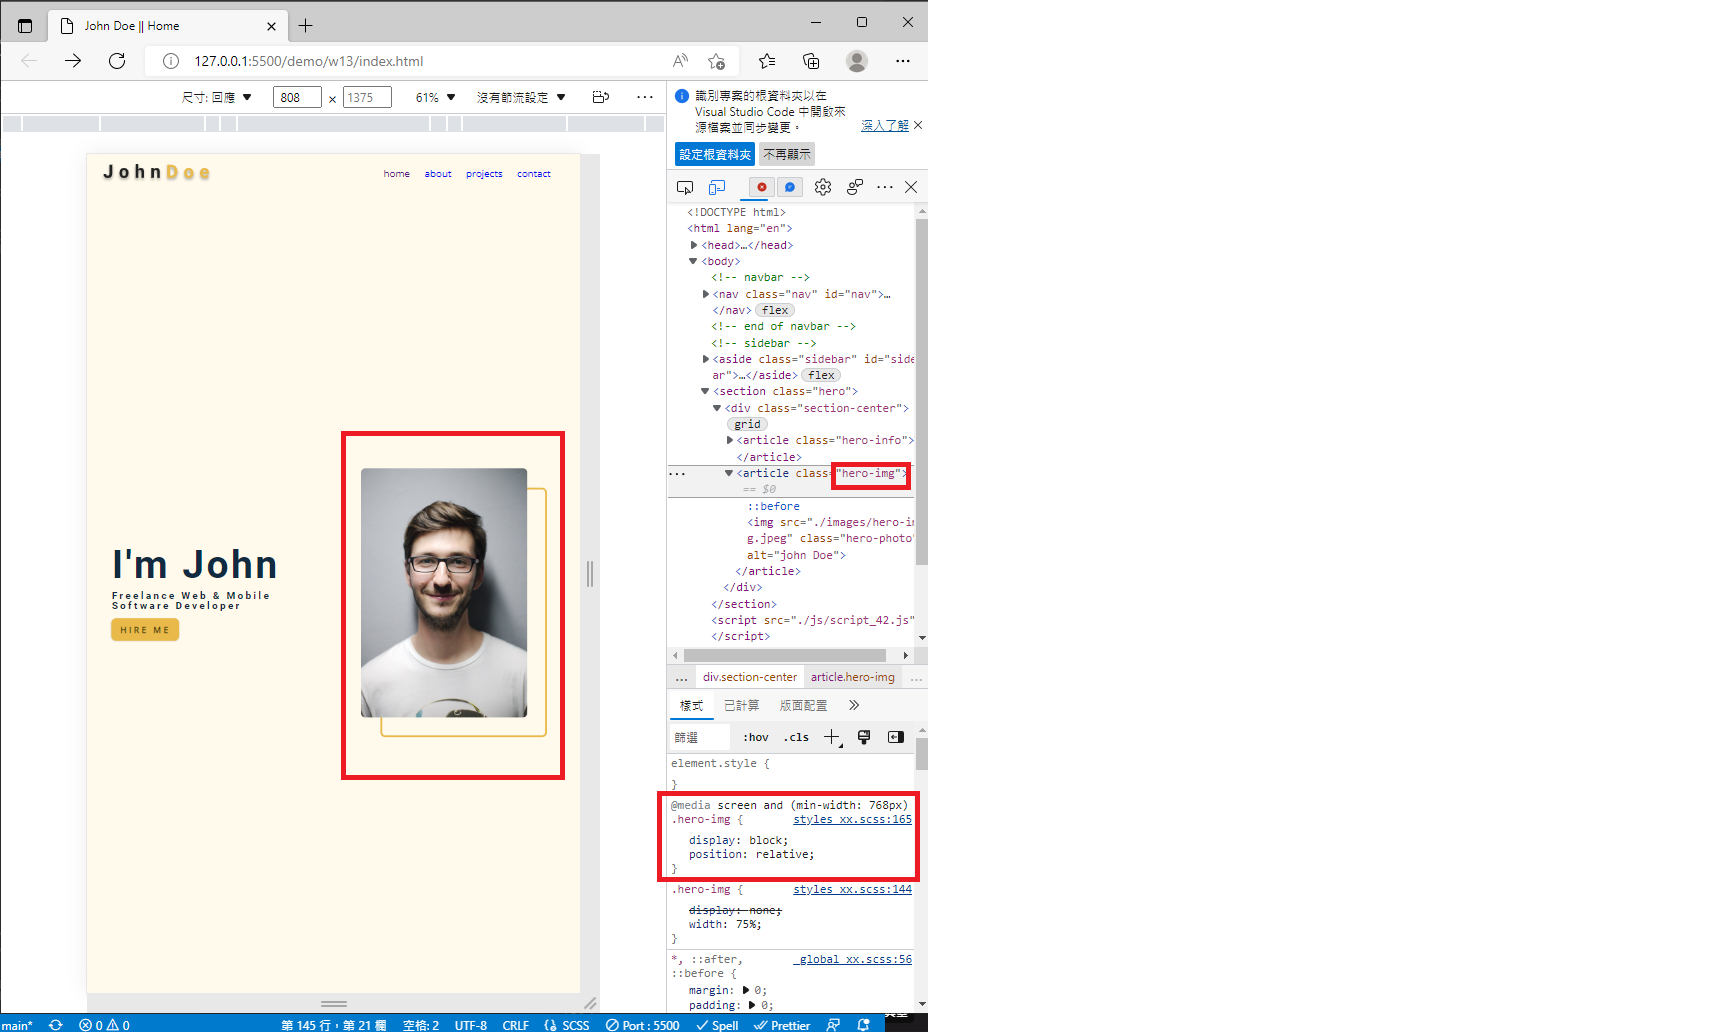 John Doe || Home
127.0.0.1:5500/demo/w13/index.html
尺寸: 回應
808
×
1375
61%
沒有節流設定
識別專案的根資料夾以在
Visual Studio Code 中開啟來
源檔案並同步變更。
深入了解
設定根資料夾
不再顯示
JohnDoe
home
about
projects
contact
I'm John
Freelance Web & Mobile
Software Developer
HIRE ME
<!DOCTYPE html>
<html lang="en">
<head>…</head>
<body>
<!-- navbar -->
<nav class="nav" id="nav">…
</nav> flex
<!-- end of navbar -->
<!-- sidebar -->
<aside class="sidebar" id="side
ar">…</aside> flex
<section class="hero">
<div class="section-center">
grid
<article class="hero-info">
</article>
<article class="hero-img">
== $0
::before
<img src="./images/hero-im
g.jpeg" class="hero-photo"
alt="john Doe">
</article>
</div>
</section>
<script src="./js/script_42.js"
</script>
… div.section-center article.hero-img …
樣式 已計算 版面配置
篩選 :hov .cls
element.style {
}
@media screen and (min-width: 768px)
.hero-img { styles_xx.scss:165
display: block;
position: relative;
}
.hero-img { styles_xx.scss:144
display: none;
width: 75%;
}
*, ::after, _global_xx.scss:56
::before {
margin: 0;
padding: 0;
main* 0 0 第 145 行，第 21 欄 空格: 2 UTF-8 CRLF SCSS Port : 5500 Spell Prettier